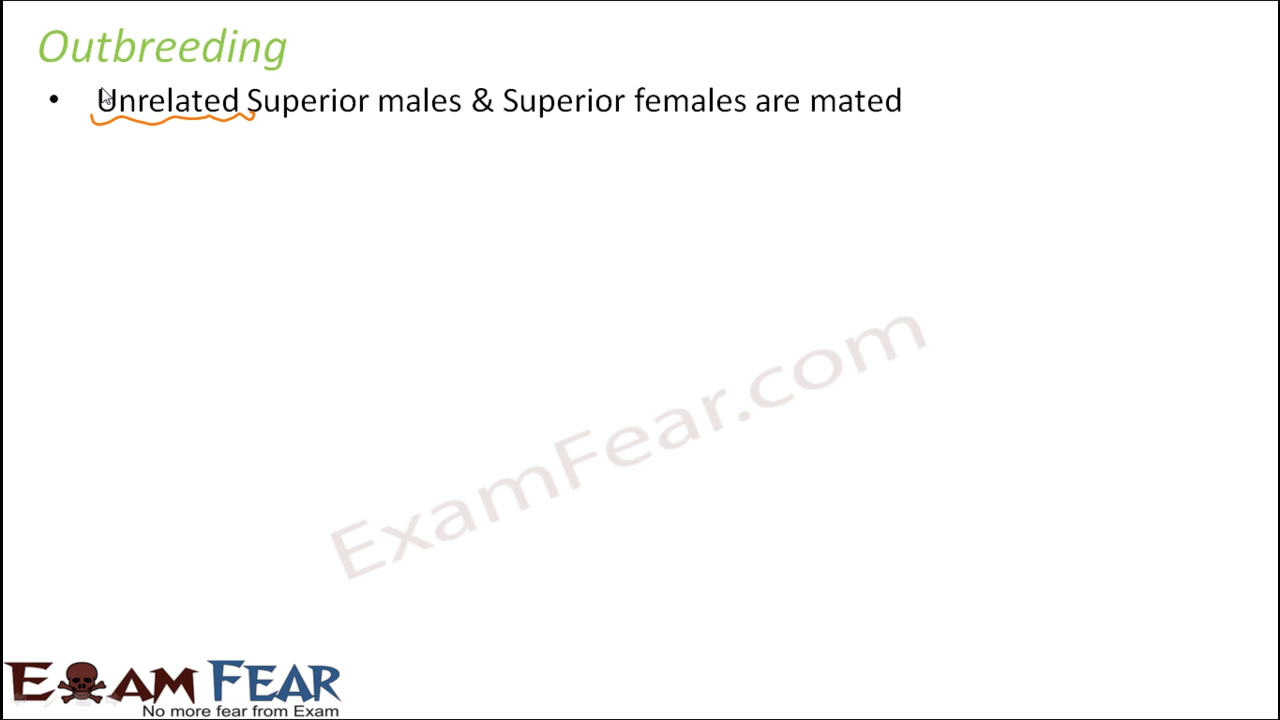 Outbreeding
• Unrelated Superior males & Superior females are mated
ExamFear.com
EXAM FEAR
No more fear from Exam